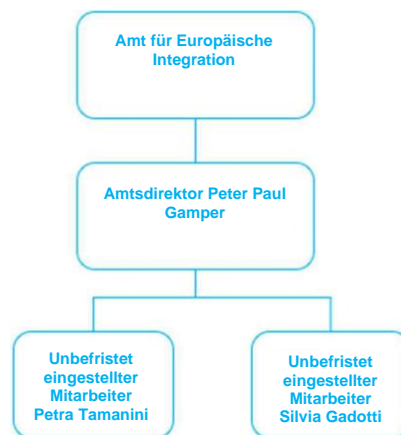 Amt für Europäische
Integration
Amtsdirektor Peter Paul
Gamper
Unbefristet
eingestellter
Mitarbeiter
Petra Tamanini
Unbefristet
eingestellter
Mitarbeiter
Silvia Gadotti